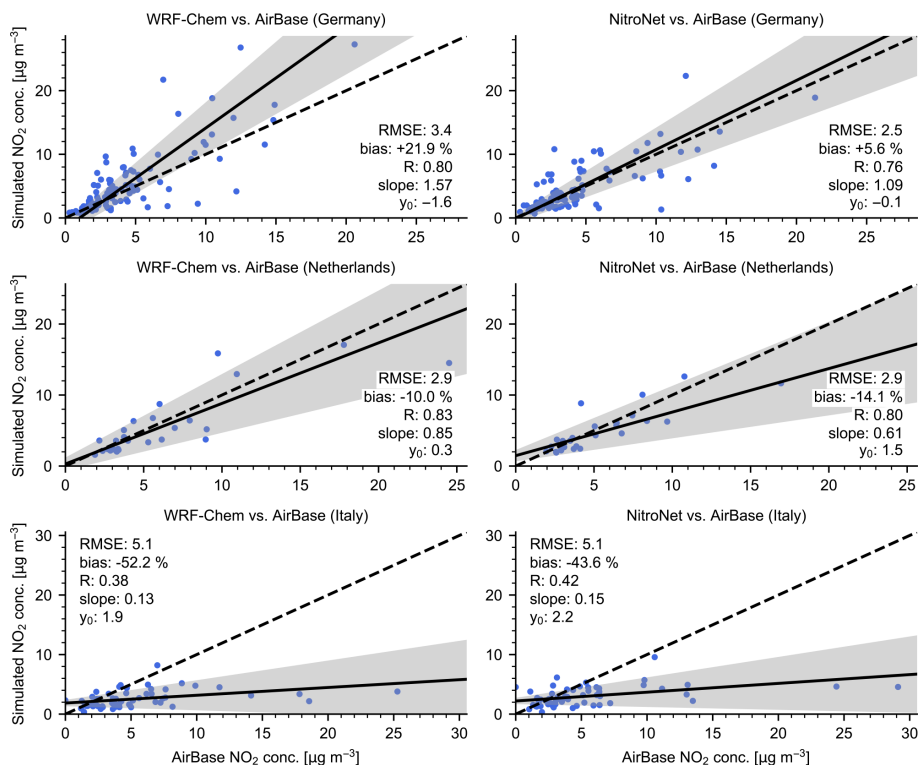 WRF-Chem vs. AirBase (Germany)
Simulated NO₂ conc. [µg m⁻³]
20
10
0
0 5 10 15 20 25
RMSE: 3.4
bias: +21.9 %
R: 0.80
slope: 1.57
y₀: −1.6
NitroNet vs. AirBase (Germany)
20
10
0
0 5 10 15 20 25
RMSE: 2.5
bias: +5.6 %
R: 0.76
slope: 1.09
y₀: −0.1
WRF-Chem vs. AirBase (Netherlands)
Simulated NO₂ conc. [µg m⁻³]
20
10
0
0 5 10 15 20 25
RMSE: 2.9
bias: -10.0 %
R: 0.83
slope: 0.85
y₀: 0.3
NitroNet vs. AirBase (Netherlands)
20
10
0
0 5 10 15 20 25
RMSE: 2.9
bias: -14.1 %
R: 0.80
slope: 0.61
y₀: 1.5
WRF-Chem vs. AirBase (Italy)
Simulated NO₂ conc. [µg m⁻³]
30
20
10
0
0 5 10 15 20 25 30
RMSE: 5.1
bias: -52.2 %
R: 0.38
slope: 0.13
y₀: 1.9
AirBase NO₂ conc. [µg m⁻³]
NitroNet vs. AirBase (Italy)
30
20
10
0
0 5 10 15 20 25 30
RMSE: 5.1
bias: -43.6 %
R: 0.42
slope: 0.15
y₀: 2.2
AirBase NO₂ conc. [µg m⁻³]